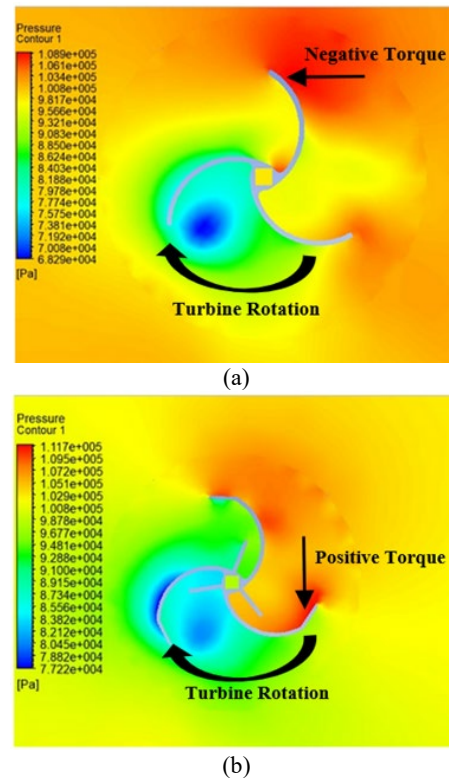 Pressure
Contour 1
1.089e+005
1.061e+005
1.034e+005
1.008e+005
9.817e+004
9.566e+004
9.321e+004
9.083e+004
8.850e+004
8.624e+004
8.403e+004
8.188e+004
7.978e+004
7.774e+004
7.575e+004
7.381e+004
7.192e+004
7.008e+004
6.829e+004
[Pa]
Negative Torque
Turbine Rotation
(a)
Pressure
Contour 1
1.117e+005
1.095e+005
1.072e+005
1.051e+005
1.029e+005
1.008e+005
9.878e+004
9.677e+004
9.481e+004
9.288e+004
9.100e+004
8.915e+004
8.734e+004
8.556e+004
8.382e+004
8.212e+004
8.045e+004
7.882e+004
7.722e+004
[Pa]
Positive Torque
Turbine Rotation
(b)